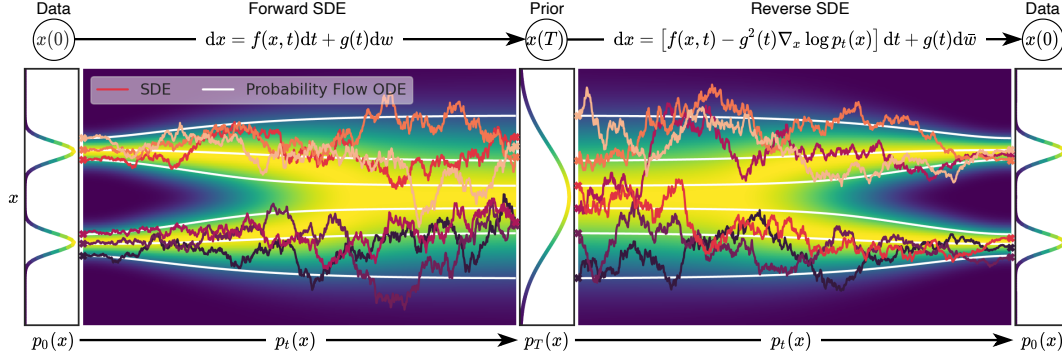 Data Forward SDE Prior Reverse SDE Data
x(0) dx = f(x, t)dt + g(t)dw x(T) dx = [f(x, t) − g²(t)∇ₓ log pₜ(x)] dt + g(t)dw̄ x(0)
SDE Probability Flow ODE
x
p₀(x) pₜ(x) p_T(x) pₜ(x) p₀(x)